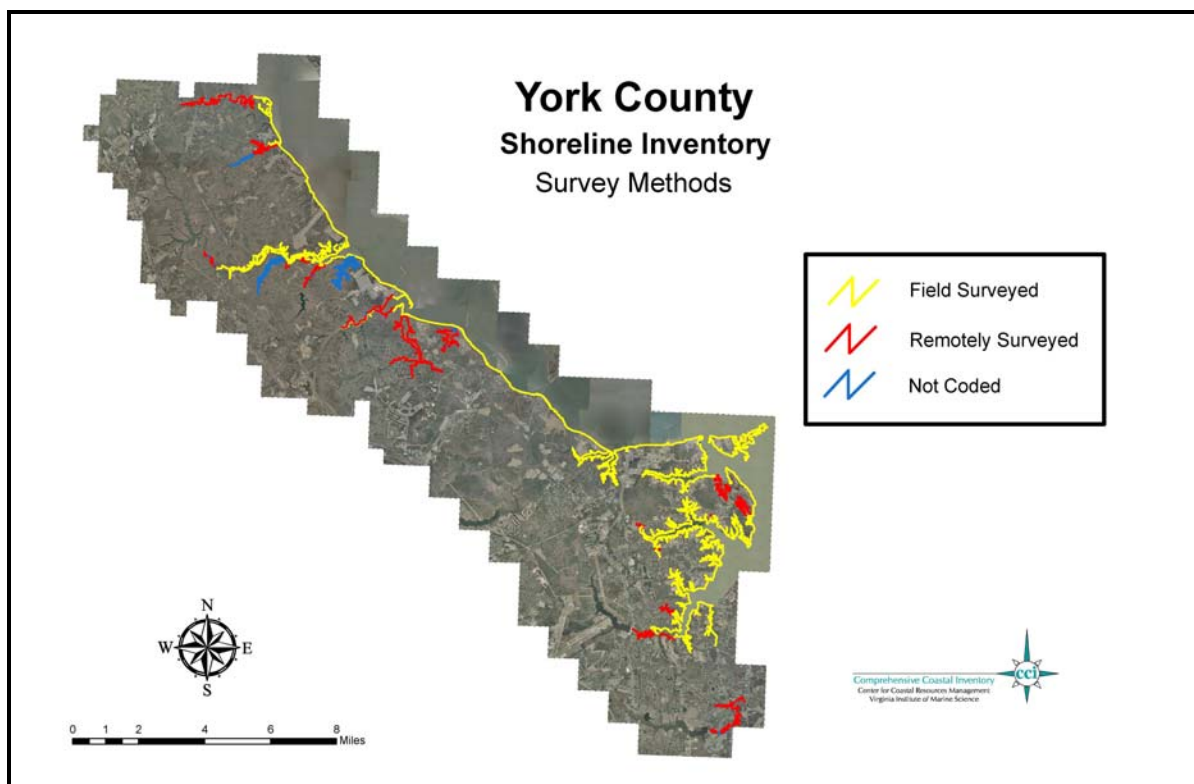 York County
Shoreline Inventory
Survey Methods
Field Surveyed
Remotely Surveyed
Not Coded
N
W E
S
0 1 2 4 6 8
Miles
cci
Comprehensive Coastal Inventory
Center for Coastal Resources Management
Virginia Institute of Marine Science